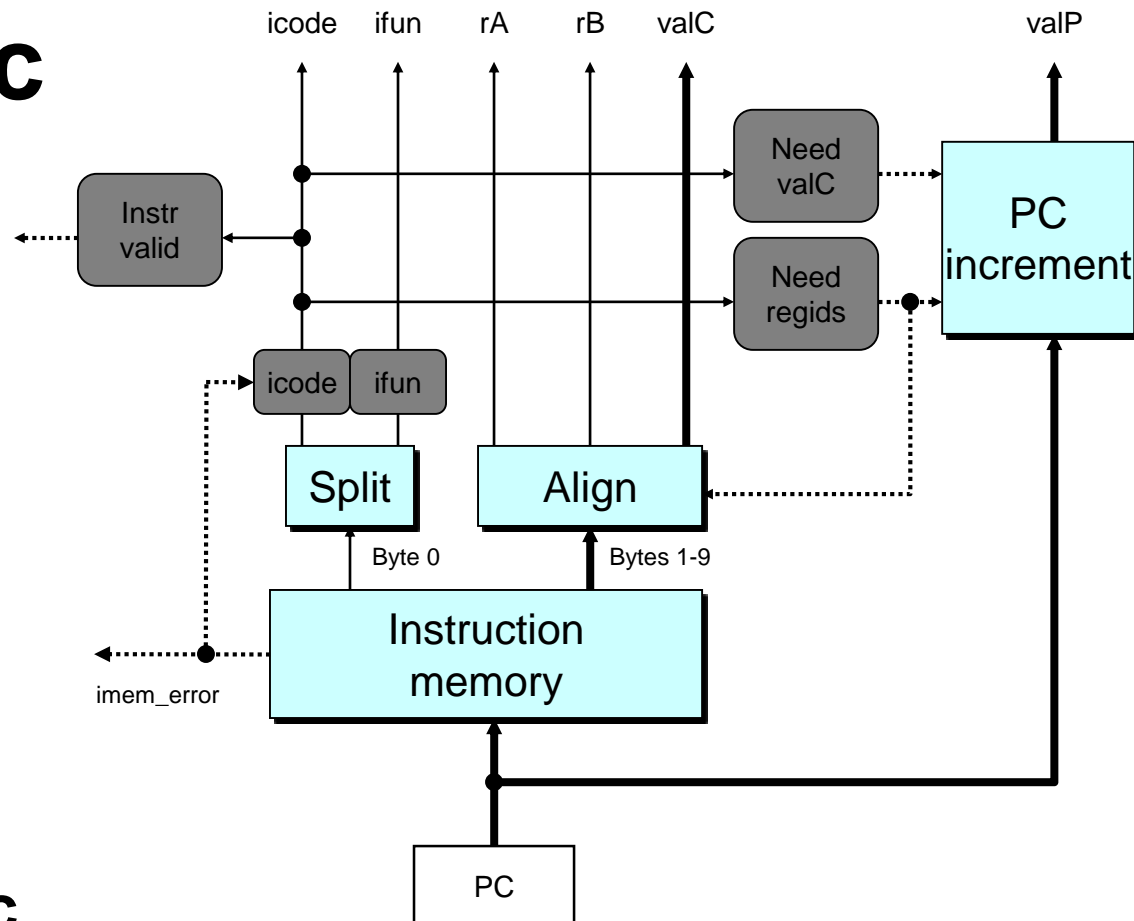 icode ifun rA rB valC valP
c
Need
valC
Instr
valid
PC
increment
Need
regids
icode ifun
Split Align
Byte 0 Bytes 1-9
Instruction
memory
imem_error
PC